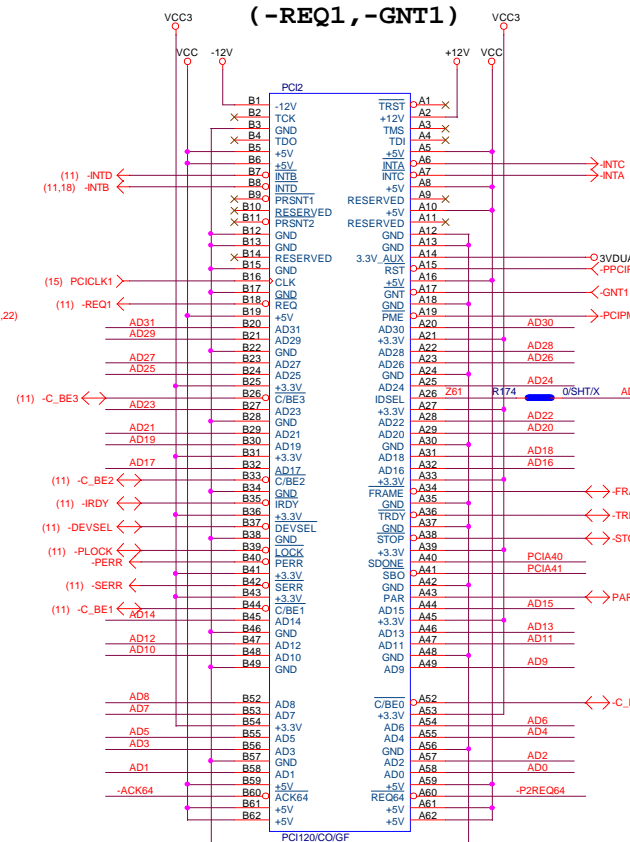 (-REQ1,-GNT1)
VCC3 VCC3
VCC -12V +12V VCC
PCI2
B1 -12V TRST A1
B2 TCK +12V A2
B3 GND TMS A3
B4 TDO TDI A4
B5 +5V +5V A5
B6 +5V INTA A6 -INTC
(11) -INTD B7 INTB INTC A7 -INTA
(11,18) -INTB B8 INTD +5V A8
B9 PRSNT1 RESERVED A9
B10 RESERVED +5V A10
B11 PRSNT2 RESERVED A11
B12 GND GND A12
B13 GND GND A13
B14 RESERVED 3.3V_AUX A14 3VDUA
B15 GND RST A15 -PPCIR
(15) PCICLK1 B16 CLK +5V A16
B17 GND GNT A17 -GNT1
(11) -REQ1 B18 REQ GND A18
,22) B19 +5V PME A19 -PCIPM
AD31 B20 AD31 AD30 A20 AD30
AD29 B21 AD29 +3.3V A21
B22 GND AD28 A22 AD28
AD27 B23 AD27 AD26 A23 AD26
AD25 B24 AD25 GND A24
B25 +3.3V AD24 A25 AD24
(11) -C_BE3 B26 C/BE3 IDSEL A26 Z61 R174 0/SHT/X AD
AD23 B27 AD23 +3.3V A27
B28 GND AD22 A28 AD22
AD21 B29 AD21 AD20 A29 AD20
AD19 B30 AD19 GND A30
B31 +3.3V AD18 A31 AD18
AD17 B32 AD17 AD16 A32 AD16
(11) -C_BE2 B33 C/BE2 +3.3V A33
B34 GND FRAME A34 -FRA
(11) -IRDY B35 IRDY GND A35
B36 +3.3V TRDY A36 -TRD
(11) -DEVSEL B37 DEVSEL GND A37
B38 GND STOP A38 -STO
(11) -PLOCK B39 LOCK +3.3V A39
-PERR B40 PERR SDONE A40 PCIA40
B41 +3.3V SBO A41 PCIA41
(11) -SERR B42 SERR GND A42
B43 +3.3V PAR A43 PAR
(11) -C_BE1 B44 C/BE1 AD15 A44 AD15
AD14 B45 AD14 +3.3V A45
B46 GND AD13 A46 AD13
AD12 B47 AD12 AD11 A47 AD11
AD10 B48 AD10 GND A48
B49 GND AD9 A49 AD9
AD8 B52 AD8 C/BE0 A52 -C_
AD7 B53 AD7 +3.3V A53
B54 +3.3V AD6 A54 AD6
AD5 B55 AD5 AD4 A55 AD4
AD3 B56 AD3 GND A56
B57 GND AD2 A57 AD2
AD1 B58 AD1 AD0 A58 AD0
B59 +5V +5V A59
-ACK64 B60 ACK64 REQ64 A60 -P2REQ64
B61 +5V +5V A61
B62 +5V +5V A62
PCI120/CO/GF